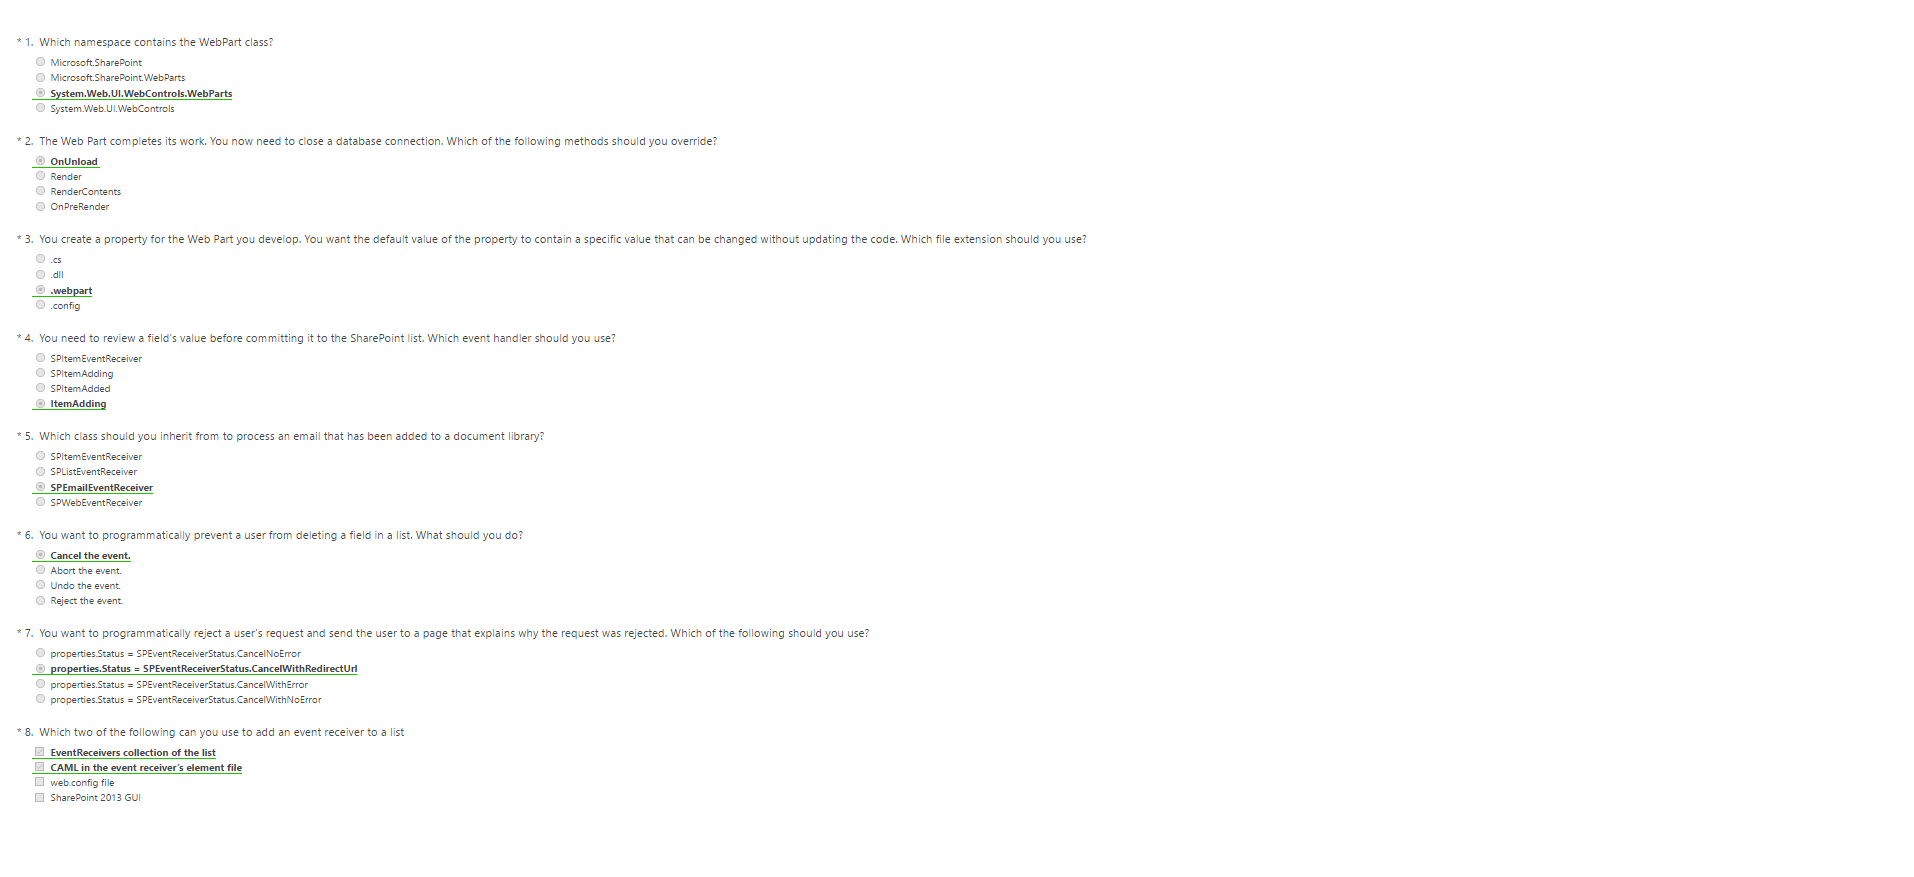 * 1. Which namespace contains the WebPart class?
Microsoft.SharePoint
Microsoft.SharePoint.WebParts
System.Web.UI.WebControls.WebParts
System.Web.UI.WebControls
* 2. The Web Part completes its work. You now need to close a database connection. Which of the following methods should you override?
OnUnload
Render
RenderContents
OnPreRender
* 3. You create a property for the Web Part you develop. You want the default value of the property to contain a specific value that can be changed without updating the code. Which file extension should you use?
.cs
.dll
.webpart
.config
* 4. You need to review a field's value before committing it to the SharePoint list. Which event handler should you use?
SPItemEventReceiver
SPItemAdding
SPItemAdded
ItemAdding
* 5. Which class should you inherit from to process an email that has been added to a document library?
SPItemEventReceiver
SPListEventReceiver
SPEmailEventReceiver
SPWebEventReceiver
* 6. You want to programmatically prevent a user from deleting a field in a list. What should you do?
Cancel the event.
Abort the event.
Undo the event.
Reject the event.
* 7. You want to programmatically reject a user's request and send the user to a page that explains why the request was rejected. Which of the following should you use?
properties.Status = SPEventReceiverStatus.CancelNoError
properties.Status = SPEventReceiverStatus.CancelWithRedirectUrl
properties.Status = SPEventReceiverStatus.CancelWithError
properties.Status = SPEventReceiverStatus.CancelWithNoError
* 8. Which two of the following can you use to add an event receiver to a list
EventReceivers collection of the list
CAML in the event receiver's element file
web.config file
SharePoint 2013 GUI